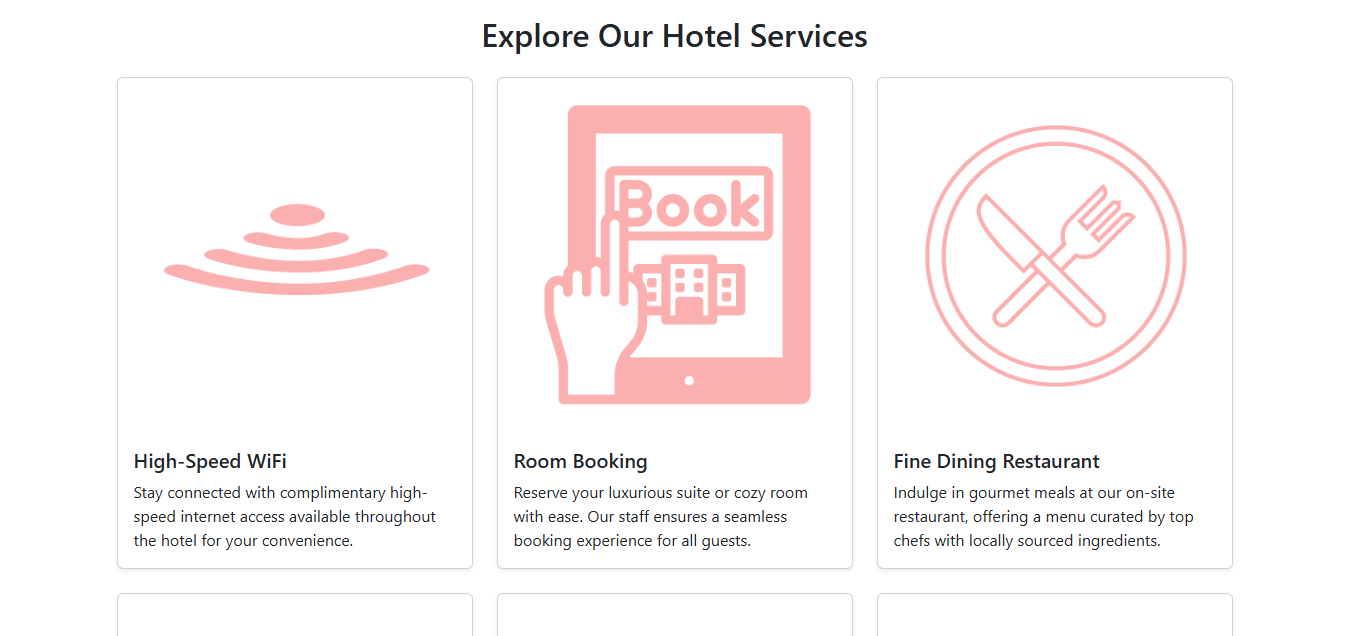 Explore Our Hotel Services
Book
High-Speed WiFi
Stay connected with complimentary high-
speed internet access available throughout
the hotel for your convenience.
Room Booking
Reserve your luxurious suite or cozy room
with ease. Our staff ensures a seamless
booking experience for all guests.
Fine Dining Restaurant
Indulge in gourmet meals at our on-site
restaurant, offering a menu curated by top
chefs with locally sourced ingredients.